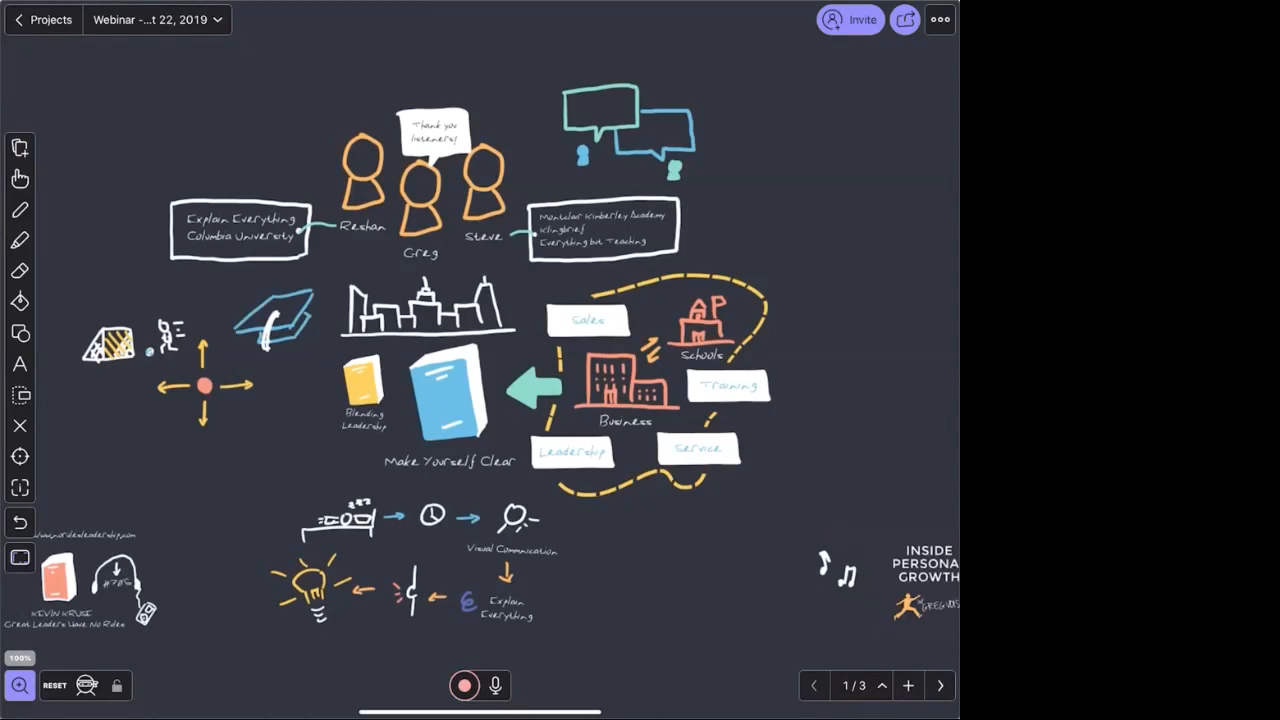 Projects
Webinar -...t 22, 2019
Invite
Thank you
listeners!
Explain Everything
Columbia University
Reshan
Greg
Steve
Montclair Kimberley Academy
Klingbrief
Everything but Teaching
Sales
Schools
Training
Business
Leadership
Service
Blending
Leadership
Make Yourself Clear
zzz
Visual Communication
Explain
Everything
KEVIN KRUSE
Great Leaders Have No Rules
INSIDE
PERSONA
GROWTH
100%
RESET
1 / 3